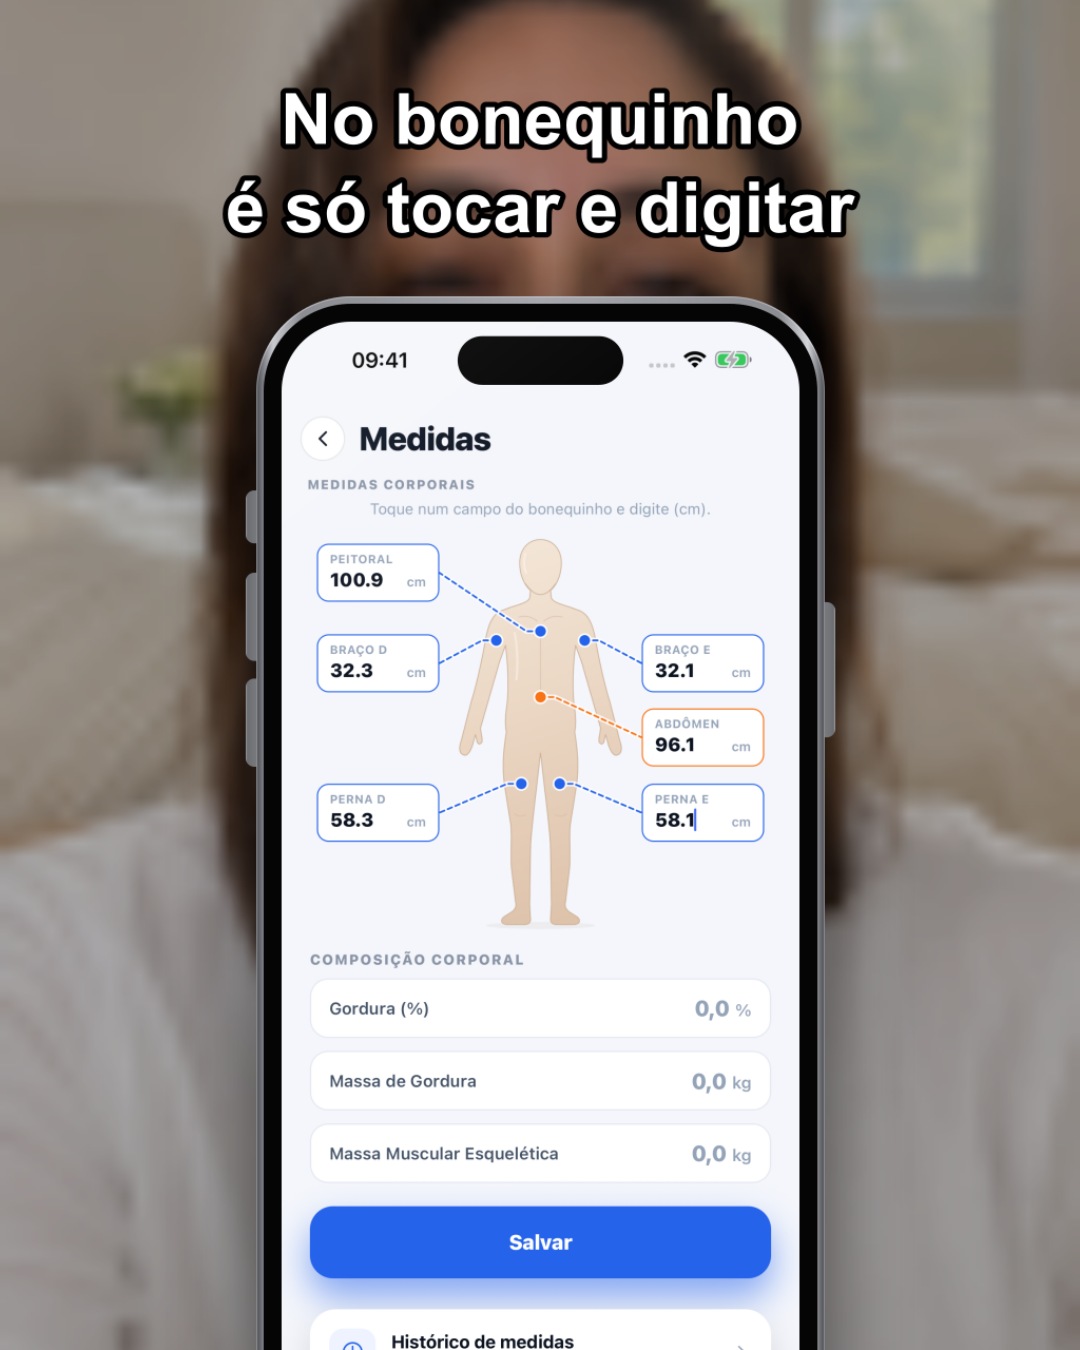 No bonequinho
é só tocar e digitar
09:41
Medidas
MEDIDAS CORPORAIS
Toque num campo do bonequinho e digite (cm).
PEITORAL
100.9 cm
BRAÇO D
32.3 cm
BRAÇO E
32.1 cm
ABDÔMEN
96.1 cm
PERNA D
58.3 cm
PERNA E
58.1 cm
COMPOSIÇÃO CORPORAL
Gordura (%) 0,0 %
Massa de Gordura 0,0 kg
Massa Muscular Esquelética 0,0 kg
Salvar
Histórico de medidas